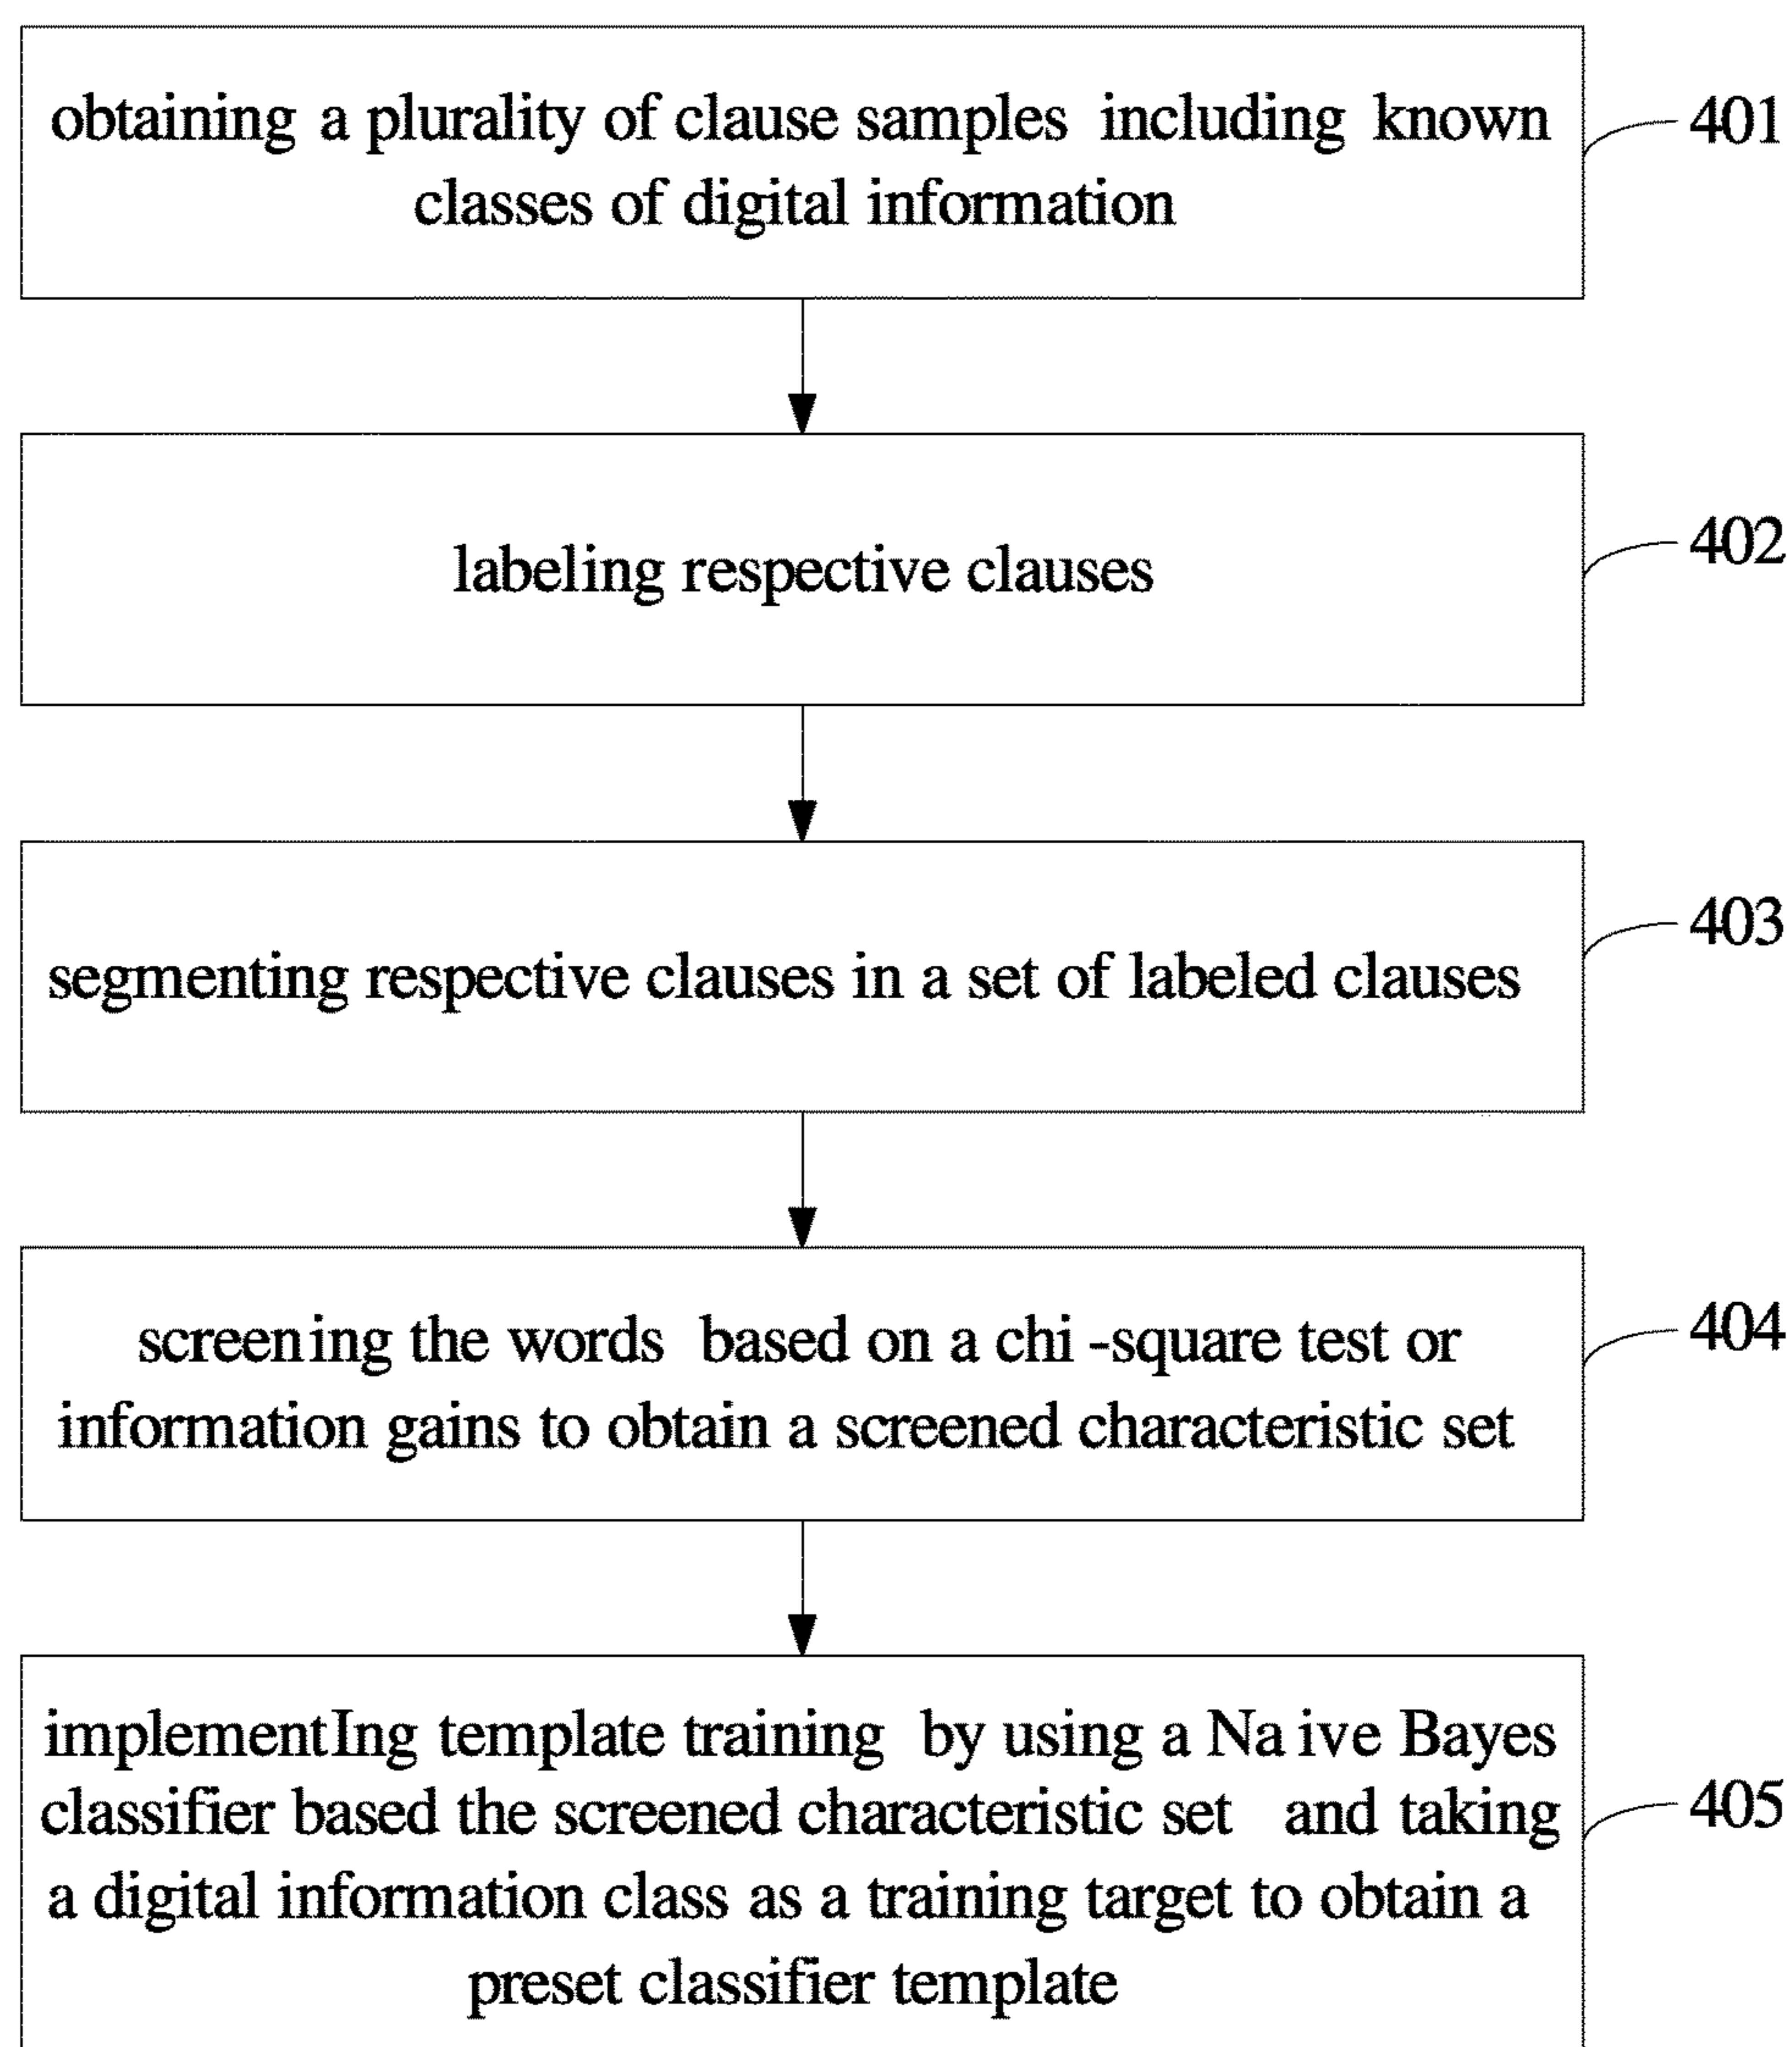 obtaining a plurality of clause samples including known
classes of digital information
401
labeling respective clauses
402
segmenting respective clauses in a set of labeled clauses
403
screening the words based on a chi -square test or
information gains to obtain a screened characteristic set
404
implementIng template training by using a Na ive Bayes
classifier based the screened characteristic set and taking
a digital information class as a training target to obtain a
preset classifier template
405